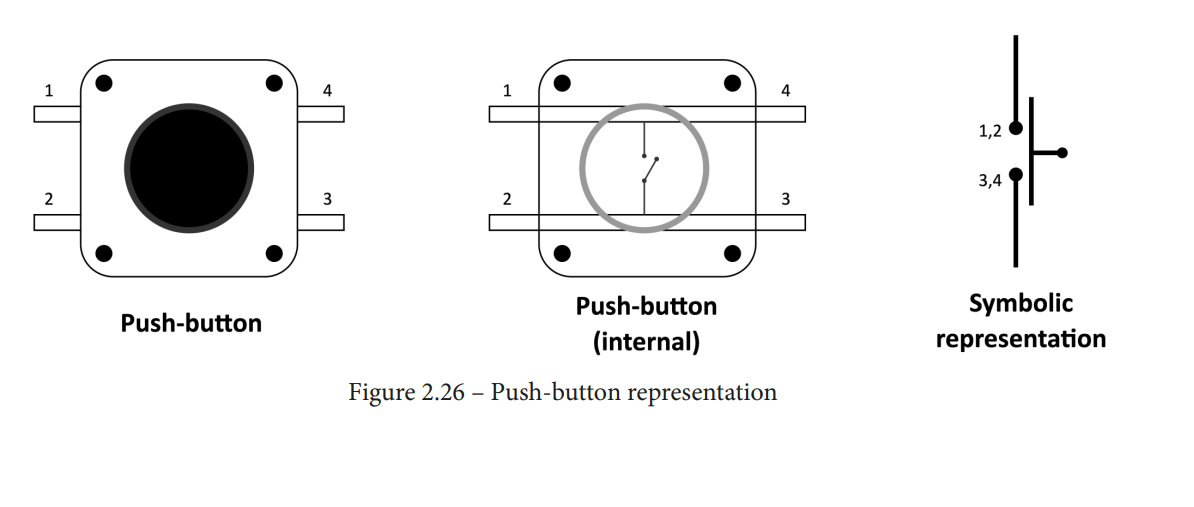 1
4
2
3
Push-button
1
4
2
3
Push-button
(internal)
1,2
3,4
Symbolic
representation
Figure 2.26 – Push-button representation